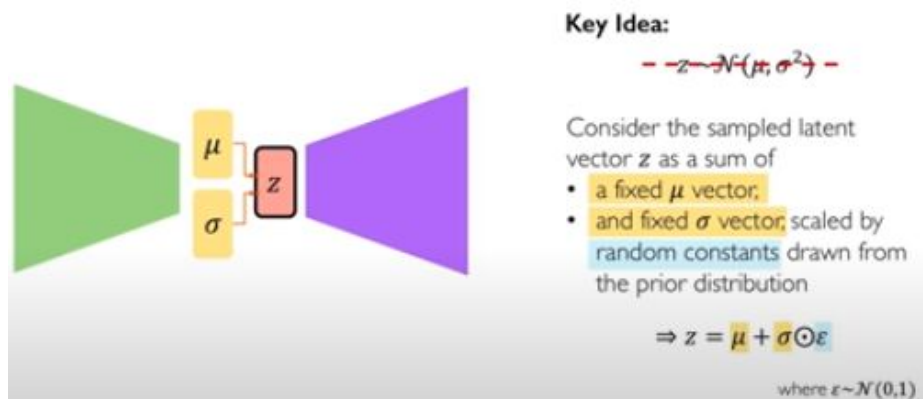 Key Idea:
z ~ 𝒩(μ, σ²)
Consider the sampled latent
vector z as a sum of
• a fixed μ vector,
• and fixed σ vector, scaled by
random constants drawn from
the prior distribution
⇒ z = μ + σ⊙ε
where ε~𝒩(0,1)
μ
z
σ